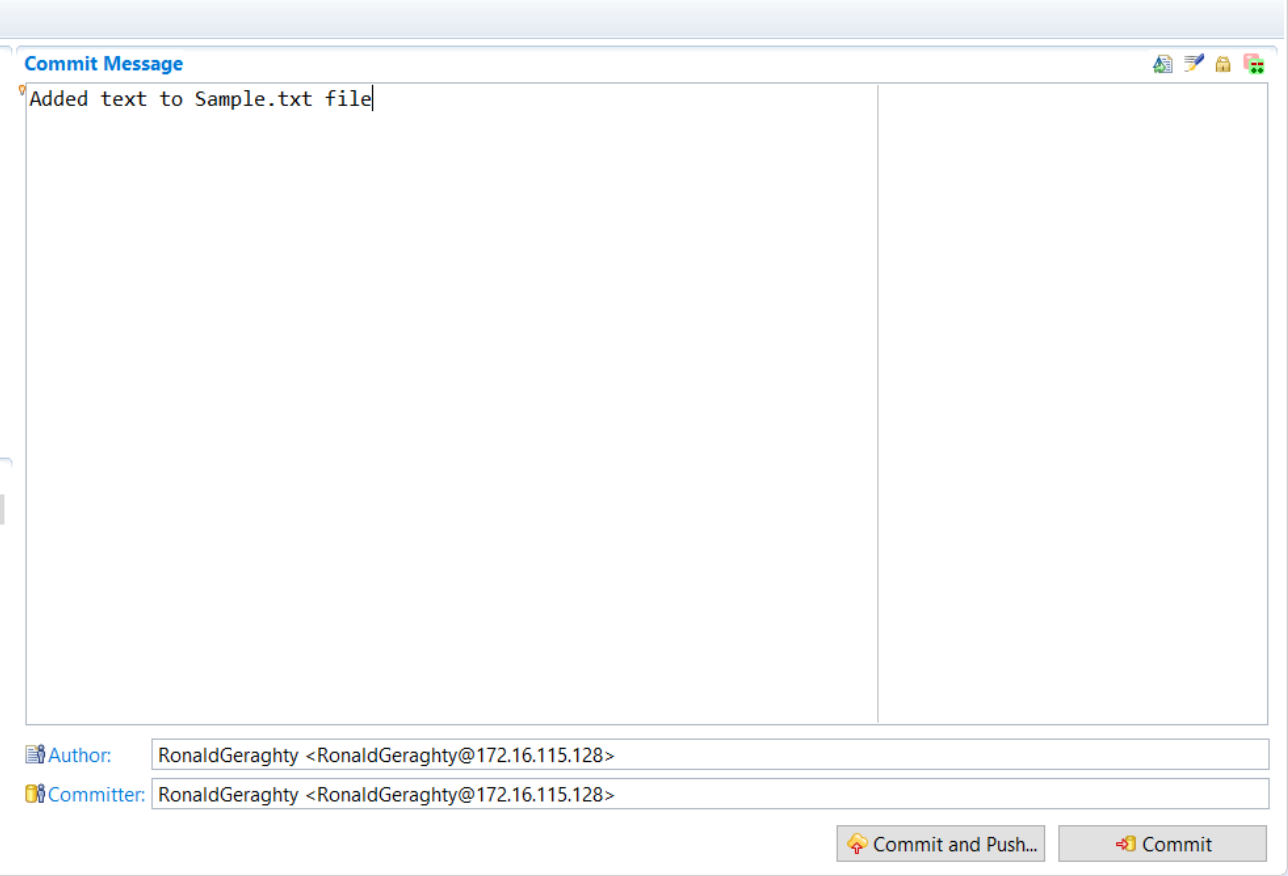 Commit Message
Added text to Sample.txt file
Author: RonaldGeraghty <RonaldGeraghty@172.16.115.128>
Committer: RonaldGeraghty <RonaldGeraghty@172.16.115.128>
Commit and Push... Commit